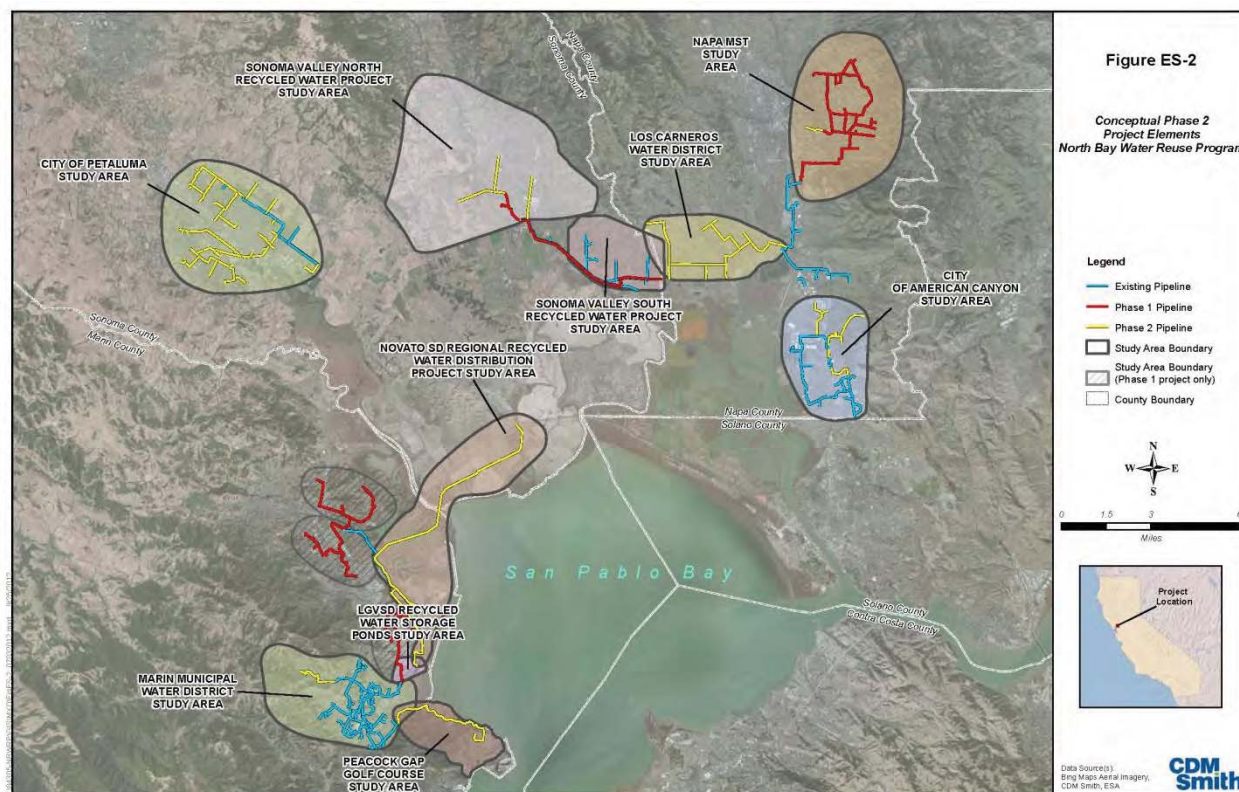 SONOMA VALLEY NORTH
RECYCLED WATER PROJECT
STUDY AREA
Napa County
Sonoma County
NAPA MST
STUDY
AREA
LOS CARNEROS
WATER DISTRICT
STUDY AREA
CITY OF PETALUMA
STUDY AREA
CITY
OF AMERICAN CANYON
STUDY AREA
SONOMA VALLEY SOUTH
RECYCLED WATER PROJECT
STUDY AREA
Sonoma County
Marin County
NOVATO SD REGIONAL RECYCLED
WATER DISTRIBUTION
PROJECT STUDY AREA
Napa County
Solano County
San Pablo Bay
LGVSD RECYCLED
WATER STORAGE
PONDS STUDY AREA
Solano County
Contra Costa County
MARIN MUNICIPAL
WATER DISTRICT
STUDY AREA
PEACOCK GAP
GOLF COURSE
STUDY AREA
Figure ES-2
Conceptual Phase 2
Project Elements
North Bay Water Reuse Program
Legend
Existing Pipeline
Phase 1 Pipeline
Phase 2 Pipeline
Study Area Boundary
Study Area Boundary
(Phase 1 project only)
County Boundary
N
W E
S
0 1.5 3 6
Miles
Project
Location
Data Source(s):
Bing Maps Aerial Imagery,
CDM Smith, ESA
CDM
Smith